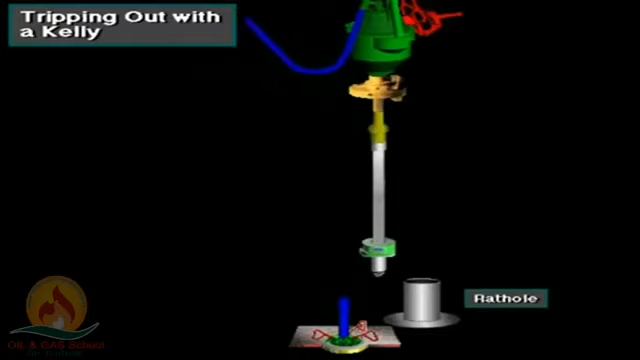 Tripping Out with
a Kelly
Rathole
OIL & GAS School